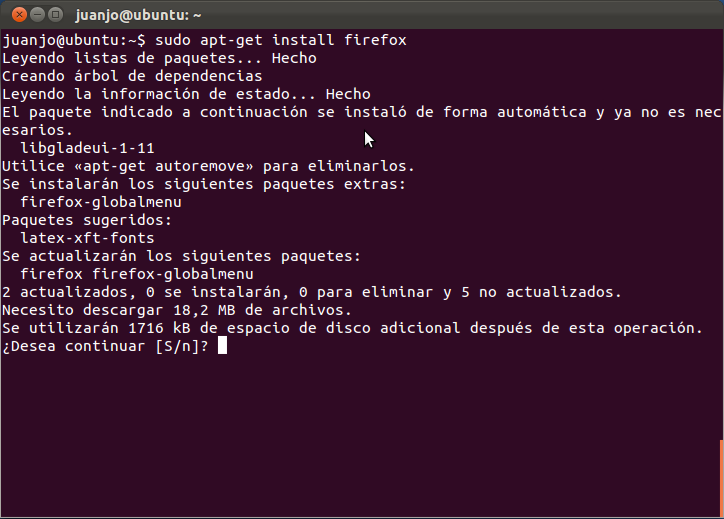 juanjo@ubuntu: ~
juanjo@ubuntu:~$ sudo apt-get install firefox
Leyendo listas de paquetes... Hecho
Creando árbol de dependencias
Leyendo la información de estado... Hecho
El paquete indicado a continuación se instaló de forma automática y ya no es nec
esarios.
  libgladeui-1-11
Utilice «apt-get autoremove» para eliminarlos.
Se instalarán los siguientes paquetes extras:
  firefox-globalmenu
Paquetes sugeridos:
  latex-xft-fonts
Se actualizarán los siguientes paquetes:
  firefox firefox-globalmenu
2 actualizados, 0 se instalarán, 0 para eliminar y 5 no actualizados.
Necesito descargar 18,2 MB de archivos.
Se utilizarán 1716 kB de espacio de disco adicional después de esta operación.
¿Desea continuar [S/n]?